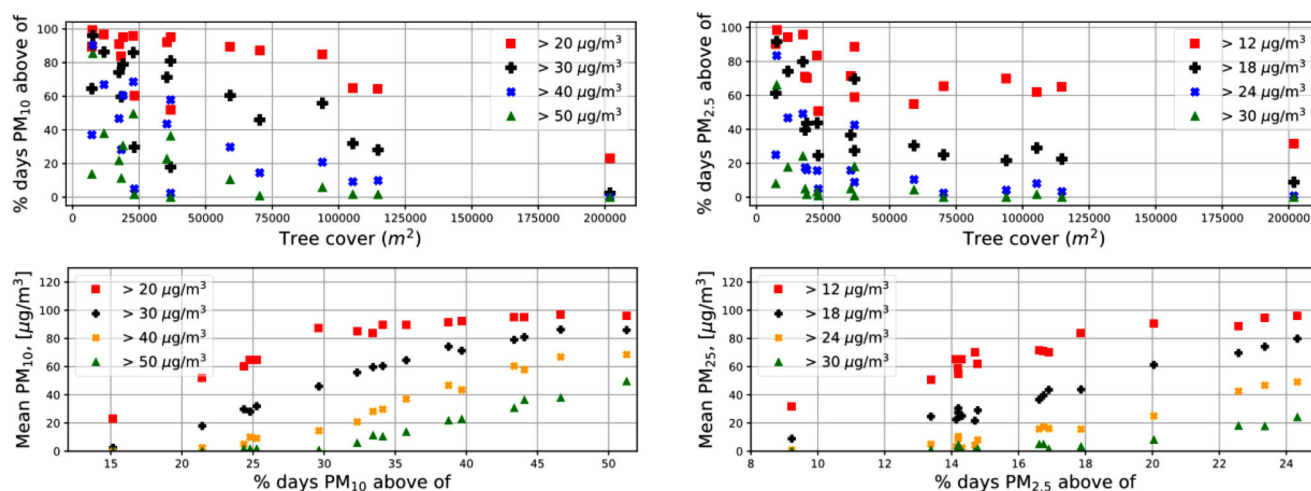 % days PM₁₀ above of
100
80
60
40
20
0
> 20 µg/m³
> 30 µg/m³
> 40 µg/m³
> 50 µg/m³
0 25000 50000 75000 100000 125000 150000 175000 200000
Tree cover (m²)
% days PM₂.₅ above of
100
80
60
40
20
0
> 12 µg/m³
> 18 µg/m³
> 24 µg/m³
> 30 µg/m³
0 25000 50000 75000 100000 125000 150000 175000 200000
Tree cover (m²)
Mean PM₁₀, [µg/m³]
120
100
80
60
40
20
0
> 20 µg/m³
> 30 µg/m³
> 40 µg/m³
> 50 µg/m³
15 20 25 30 35 40 45 50
% days PM₁₀ above of
Mean PM₂₅, [µg/m³]
120
100
80
60
40
20
0
> 12 µg/m³
> 18 µg/m³
> 24 µg/m³
> 30 µg/m³
8 10 12 14 16 18 20 22 24
% days PM₂.₅ above of